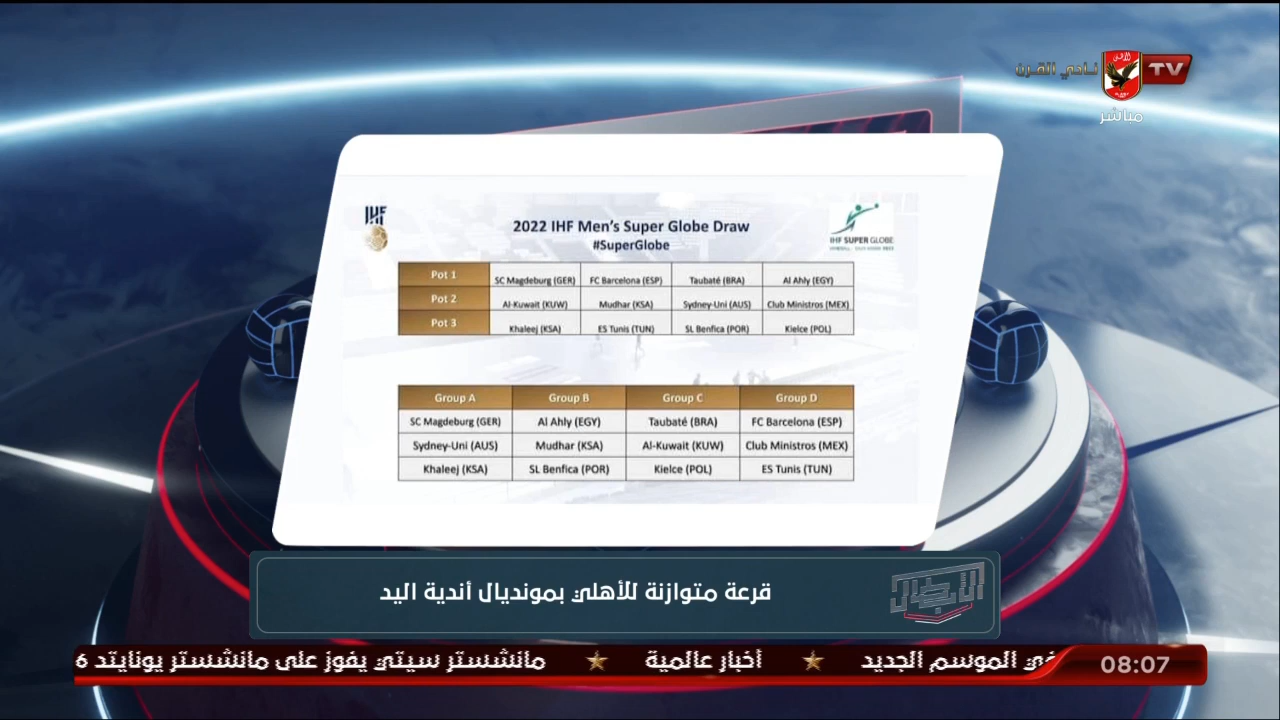 نادي القرن
TV
مباشر
IHF
2022 IHF Men's Super Globe Draw
#SuperGlobe
IHF SUPER GLOBE
Pot 1 SC Magdeburg (GER) FC Barcelona (ESP) Taubaté (BRA) Al Ahly (EGY)
Pot 2 Al-Kuwait (KUW) Mudhar (KSA) Sydney-Uni (AUS) Club Ministros (MEX)
Pot 3 Khaleej (KSA) ES Tunis (TUN) SL Benfica (POR) Kielce (POL)
Group A Group B Group C Group D
SC Magdeburg (GER) Al Ahly (EGY) Taubaté (BRA) FC Barcelona (ESP)
Sydney-Uni (AUS) Mudhar (KSA) Al-Kuwait (KUW) Club Ministros (MEX)
Khaleej (KSA) SL Benfica (POR) Kielce (POL) ES Tunis (TUN)
الأبطال
قرعة متوازنة للأهلي بمونديال أندية اليد
08:07
في الموسم الجديد ★ أخبار عالمية ★ مانشستر سيتي يفوز على مانشستر يونايتد 6